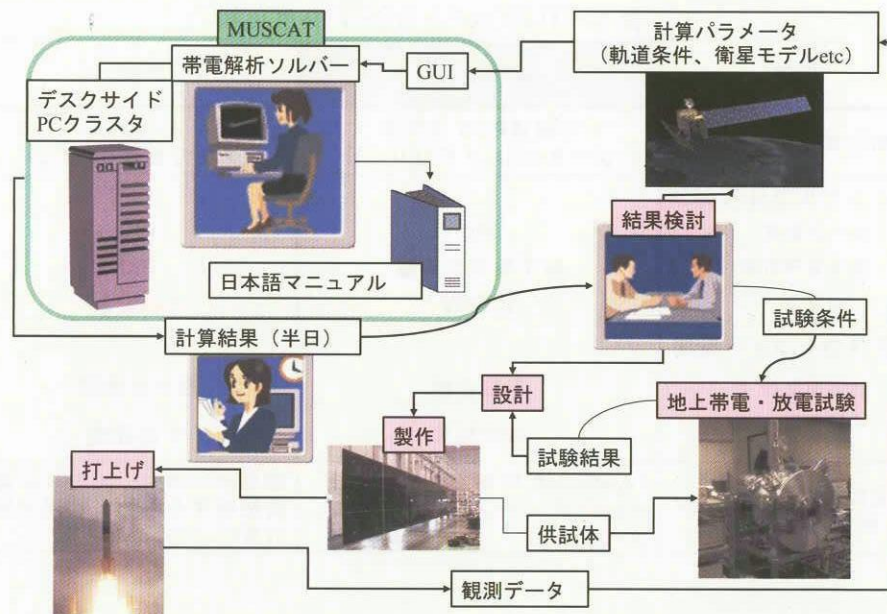 MUSCAT
帯電解析ソルバー
GUI
計算パラメータ
(軌道条件、衛星モデルetc)
デスクサイド
PCクラスタ
日本語マニュアル
結果検討
計算結果(半日)
試験条件
設計
地上帯電・放電試験
製作
試験結果
打上げ
供試体
観測データ